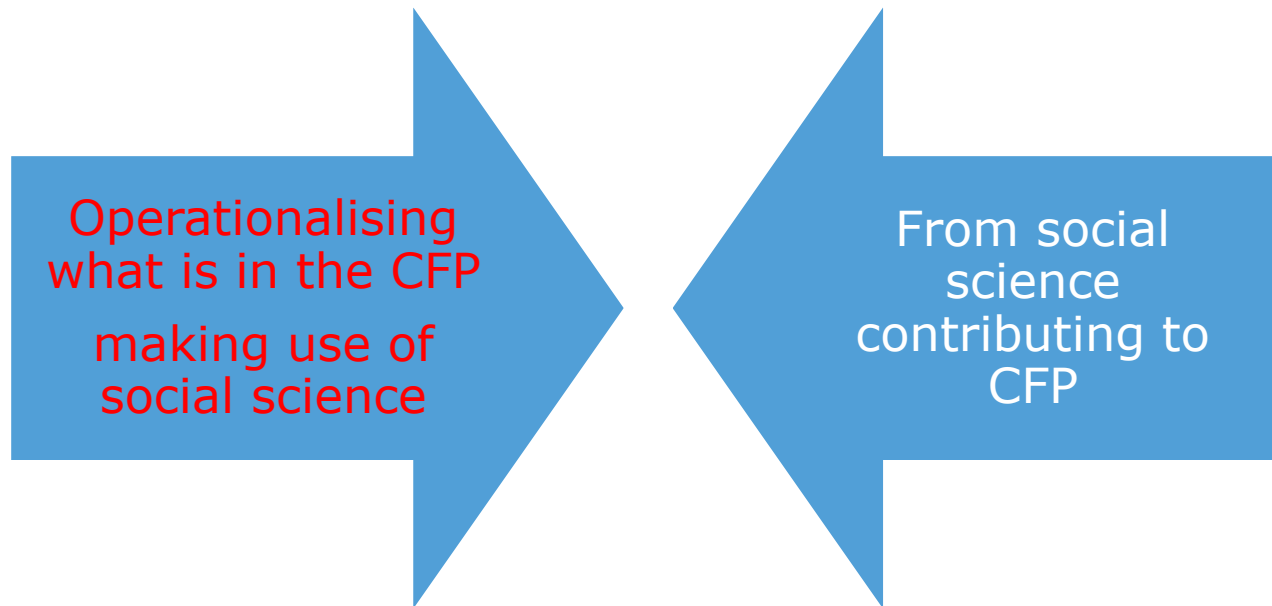 Operationalising
what is in the CFP
making use of
social science
From social
science
contributing to
CFP